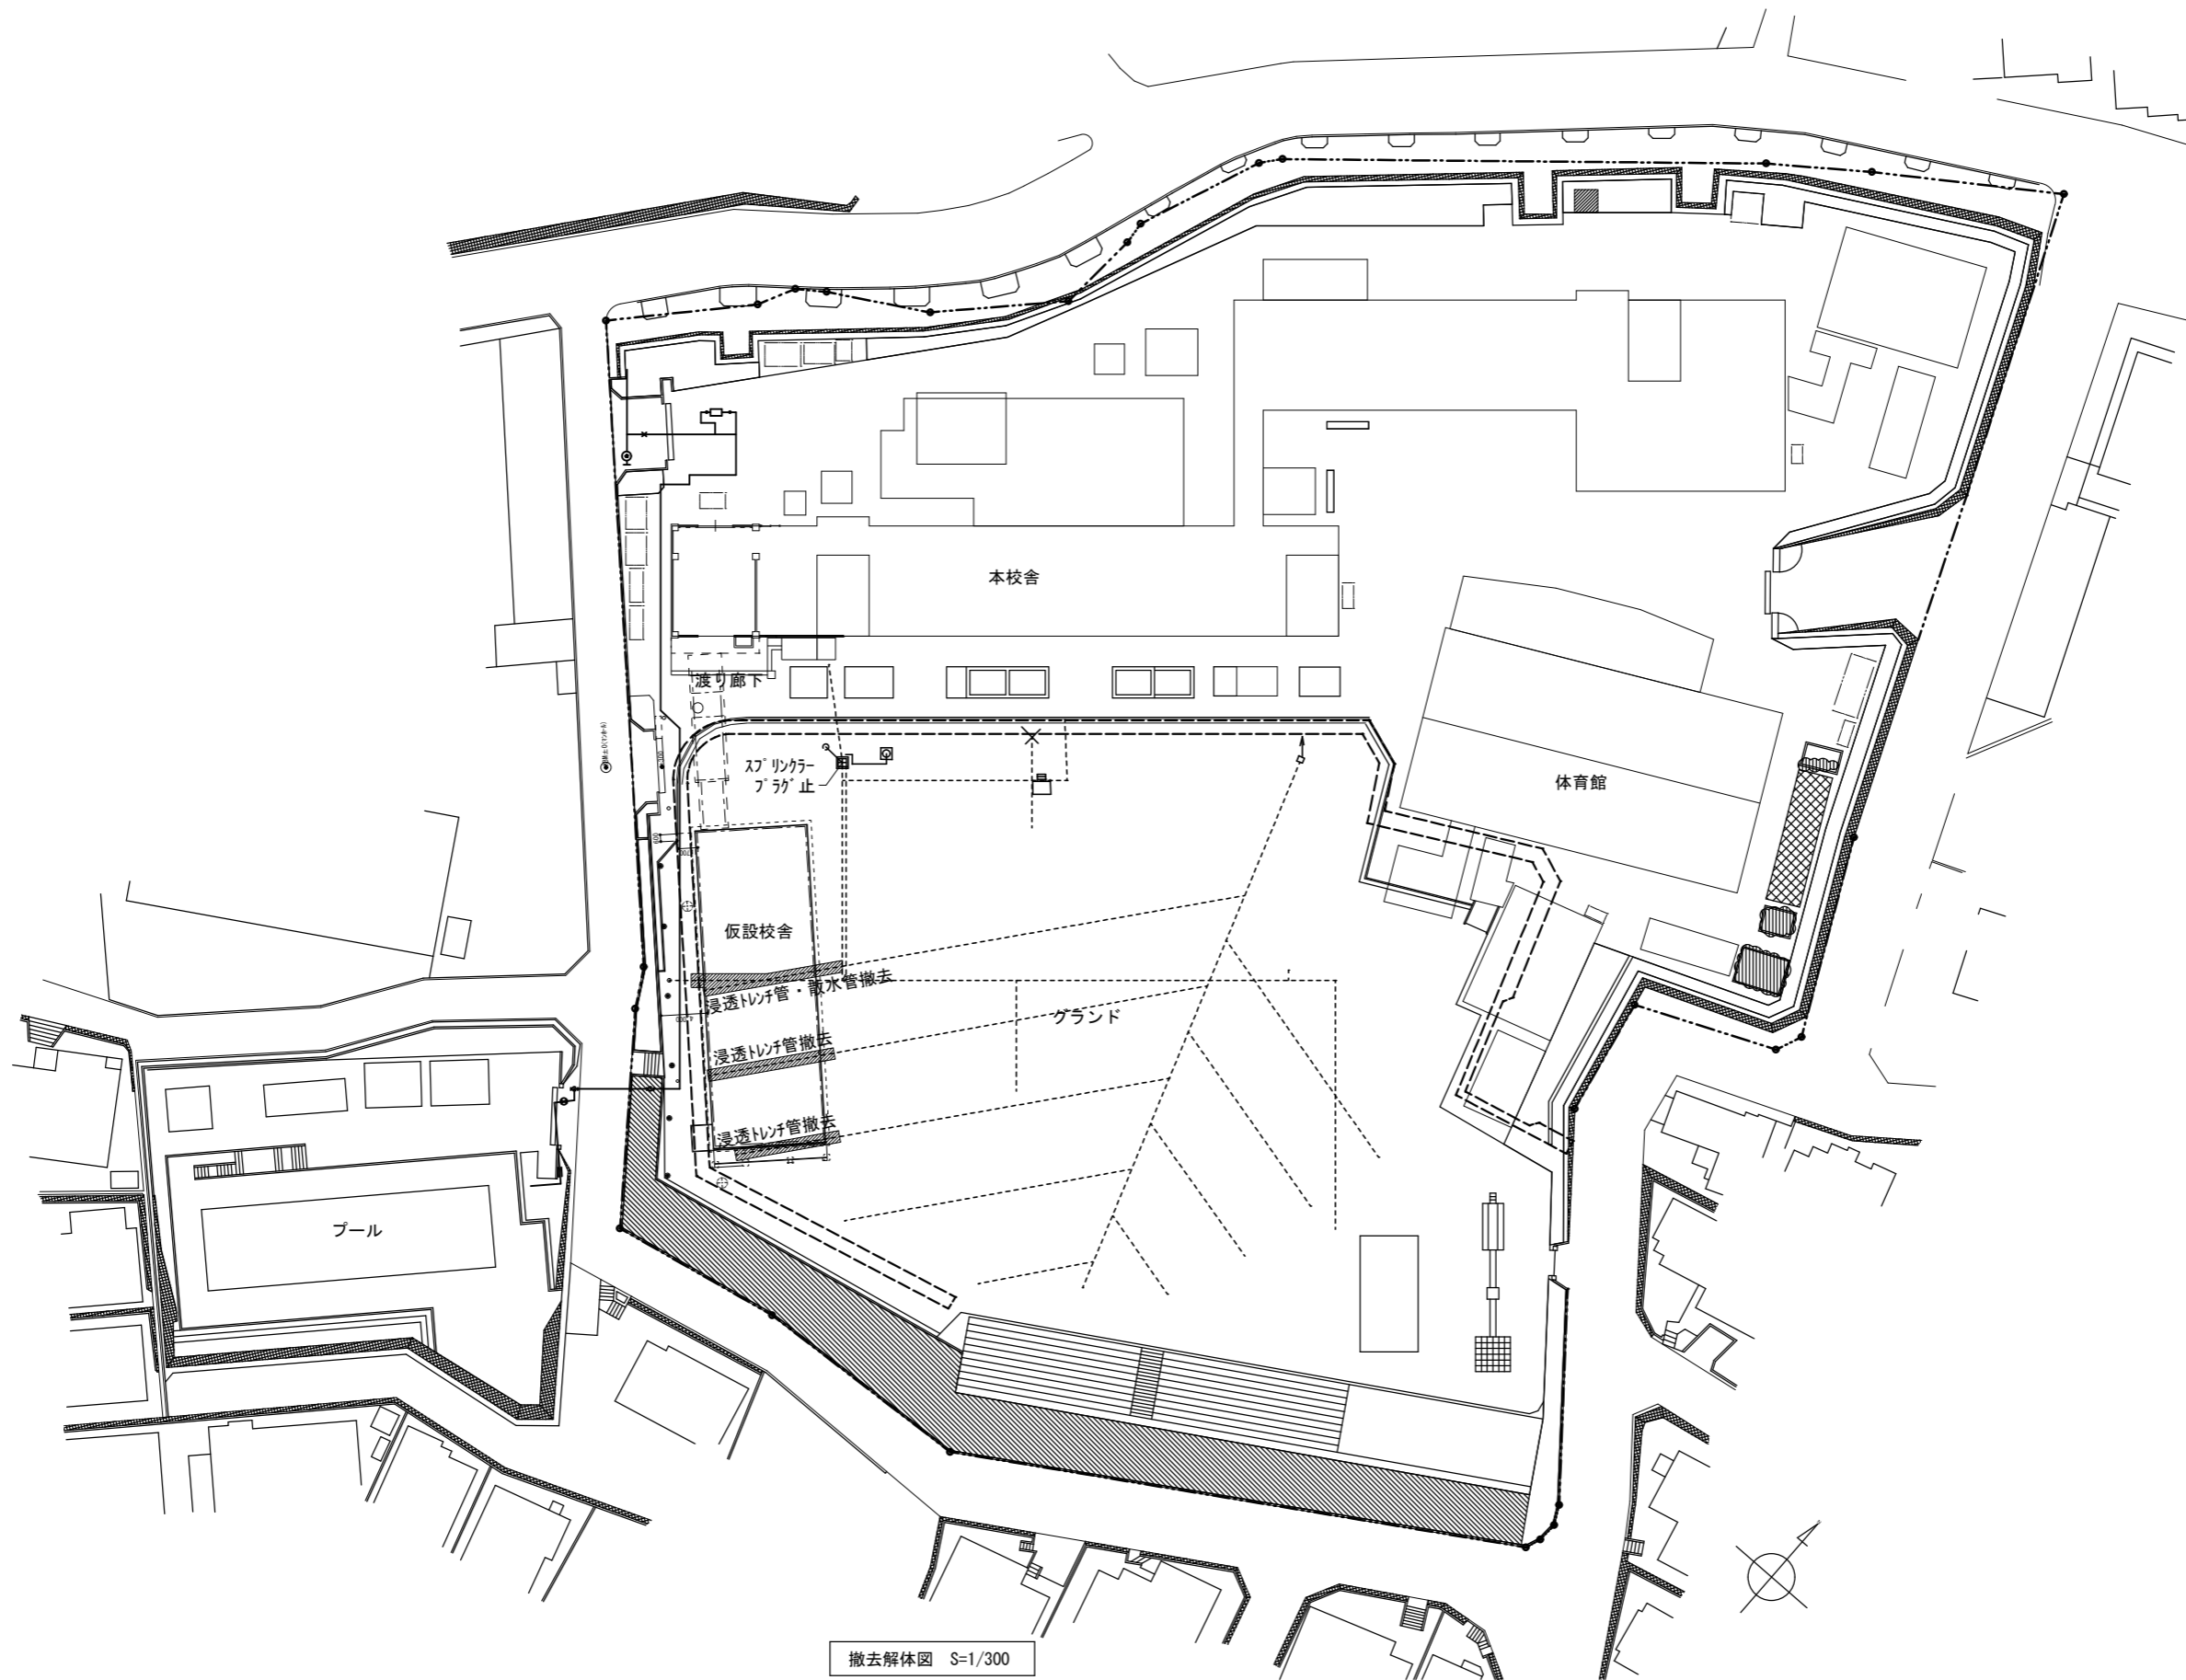 本校舎
渡り廊下
スプリンクラー
プラグ止
体育館
仮設校舎
浸透トレンチ管・散水管撤去
グランド
浸透トレンチ管撤去
浸透トレンチ管撤去
プール
撤去解体図 S=1/300